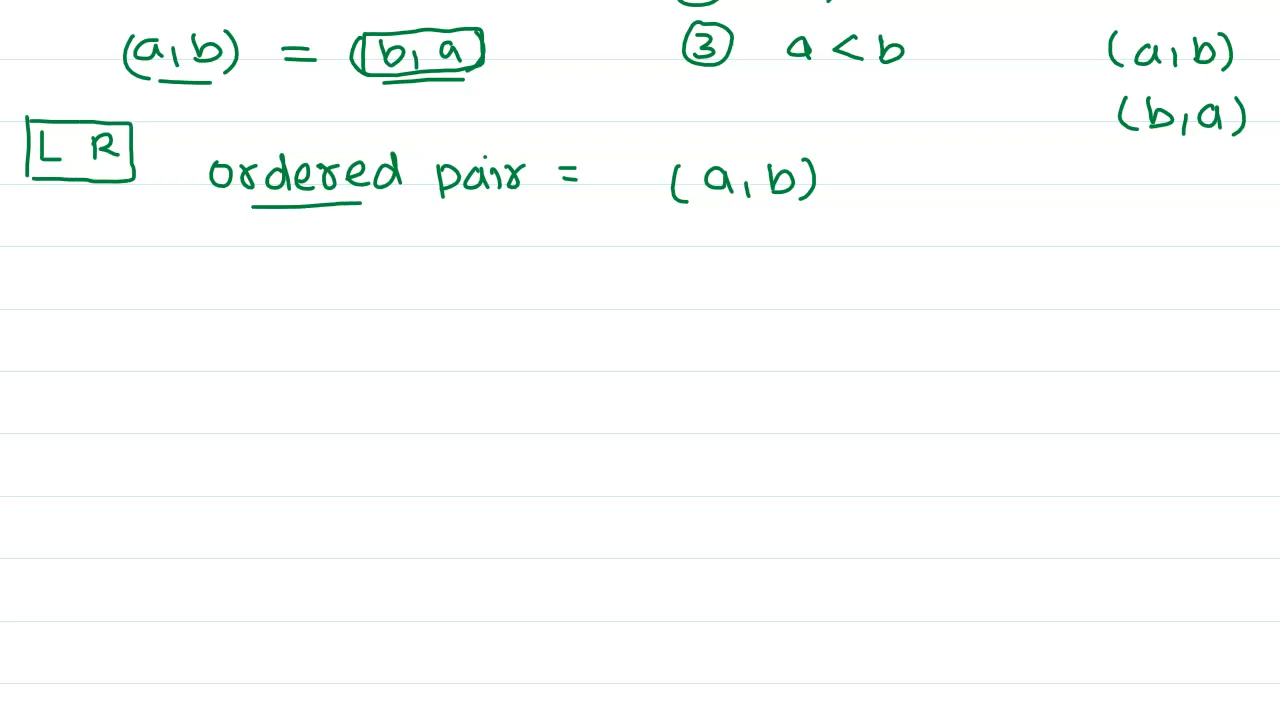 (a, b) = (b, a) ③ a < b (a, b)
(b, a)
L R
ordered pair = (a, b)